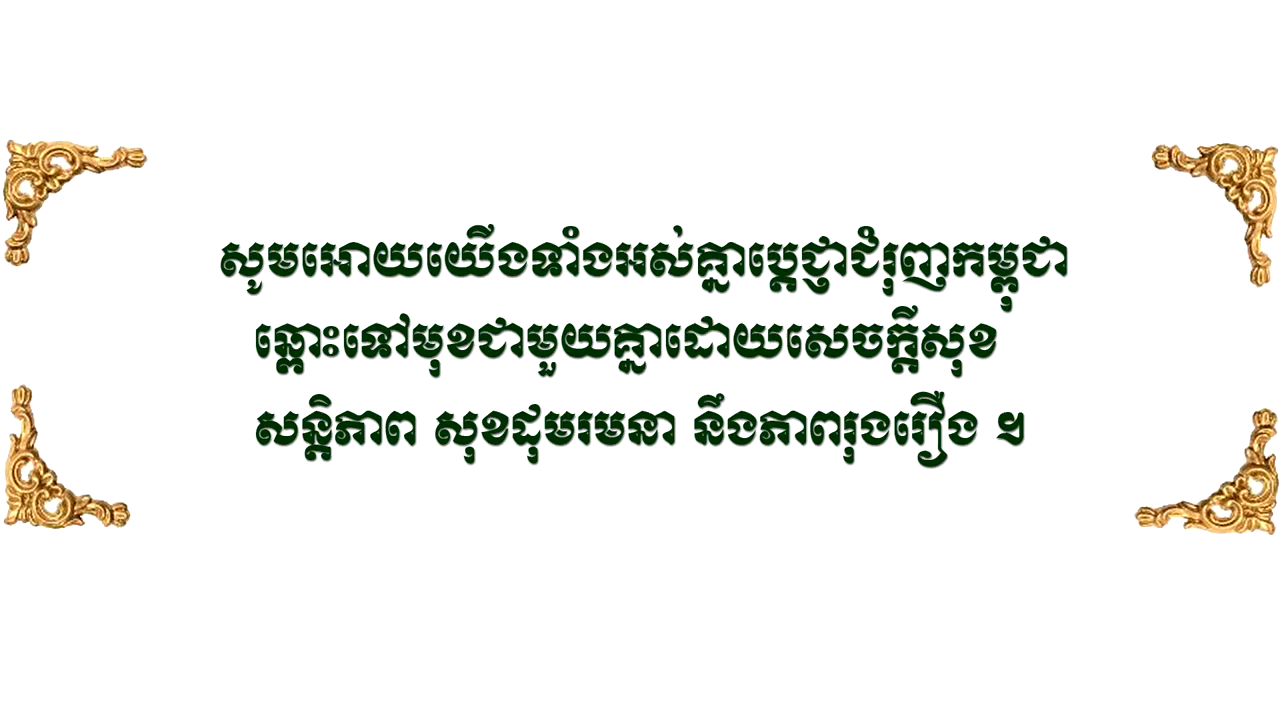 សូមអោយយើងទាំងអស់គ្នាប្ដេជ្ញាជំរុញកម្ពុជា
ឆ្ពោះទៅមុខជាមួយគ្នាដោយសេចក្ដីសុខ
សន្តិភាព សុខដុមរមនា នឹងភាពរុងរឿង ។